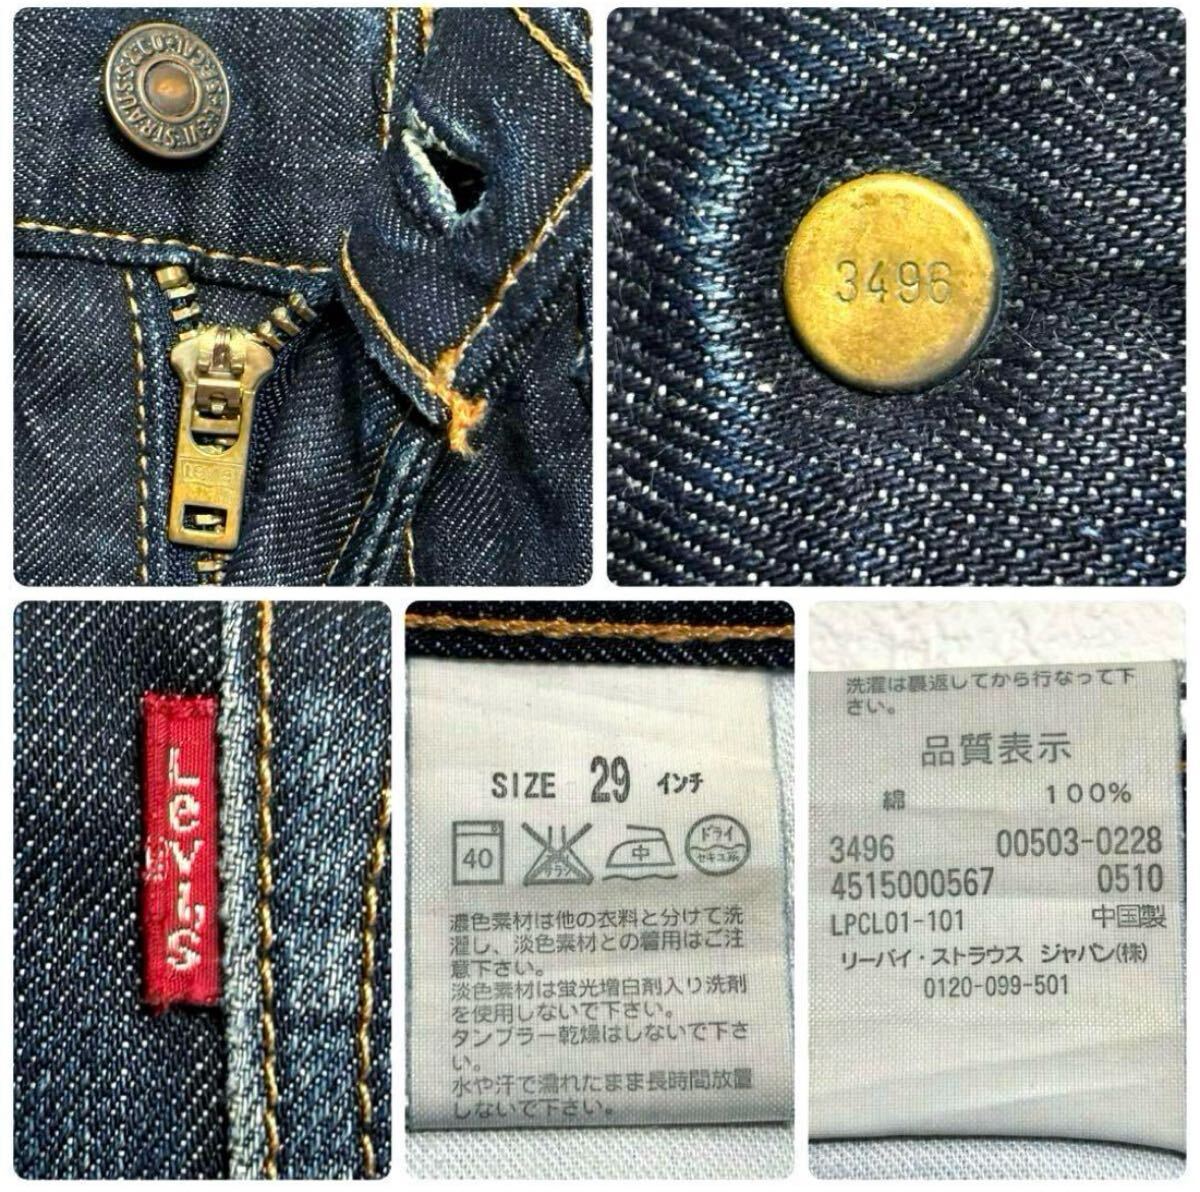 LEVI STRAUSS & CO.
3496
LEVI'S
SIZE 29 インチ
40
中
ドライ
セキユ系
濃色素材は他の衣料と分けて洗
濯し、淡色素材との着用はご注
意下さい。
淡色素材は蛍光増白剤入り洗剤
を使用しないで下さい。
タンブラー乾燥はしないで下さ
い。
水や汗で濡れたまま長時間放置
しないで下さい。
洗濯は裏返してから行なって下
さい。
品質表示
綿 100%
3496 00503-0228
4515000567 0510
LPCL01-101 中国製
リーバイ・ストラウス ジャパン(株)
0120-099-501